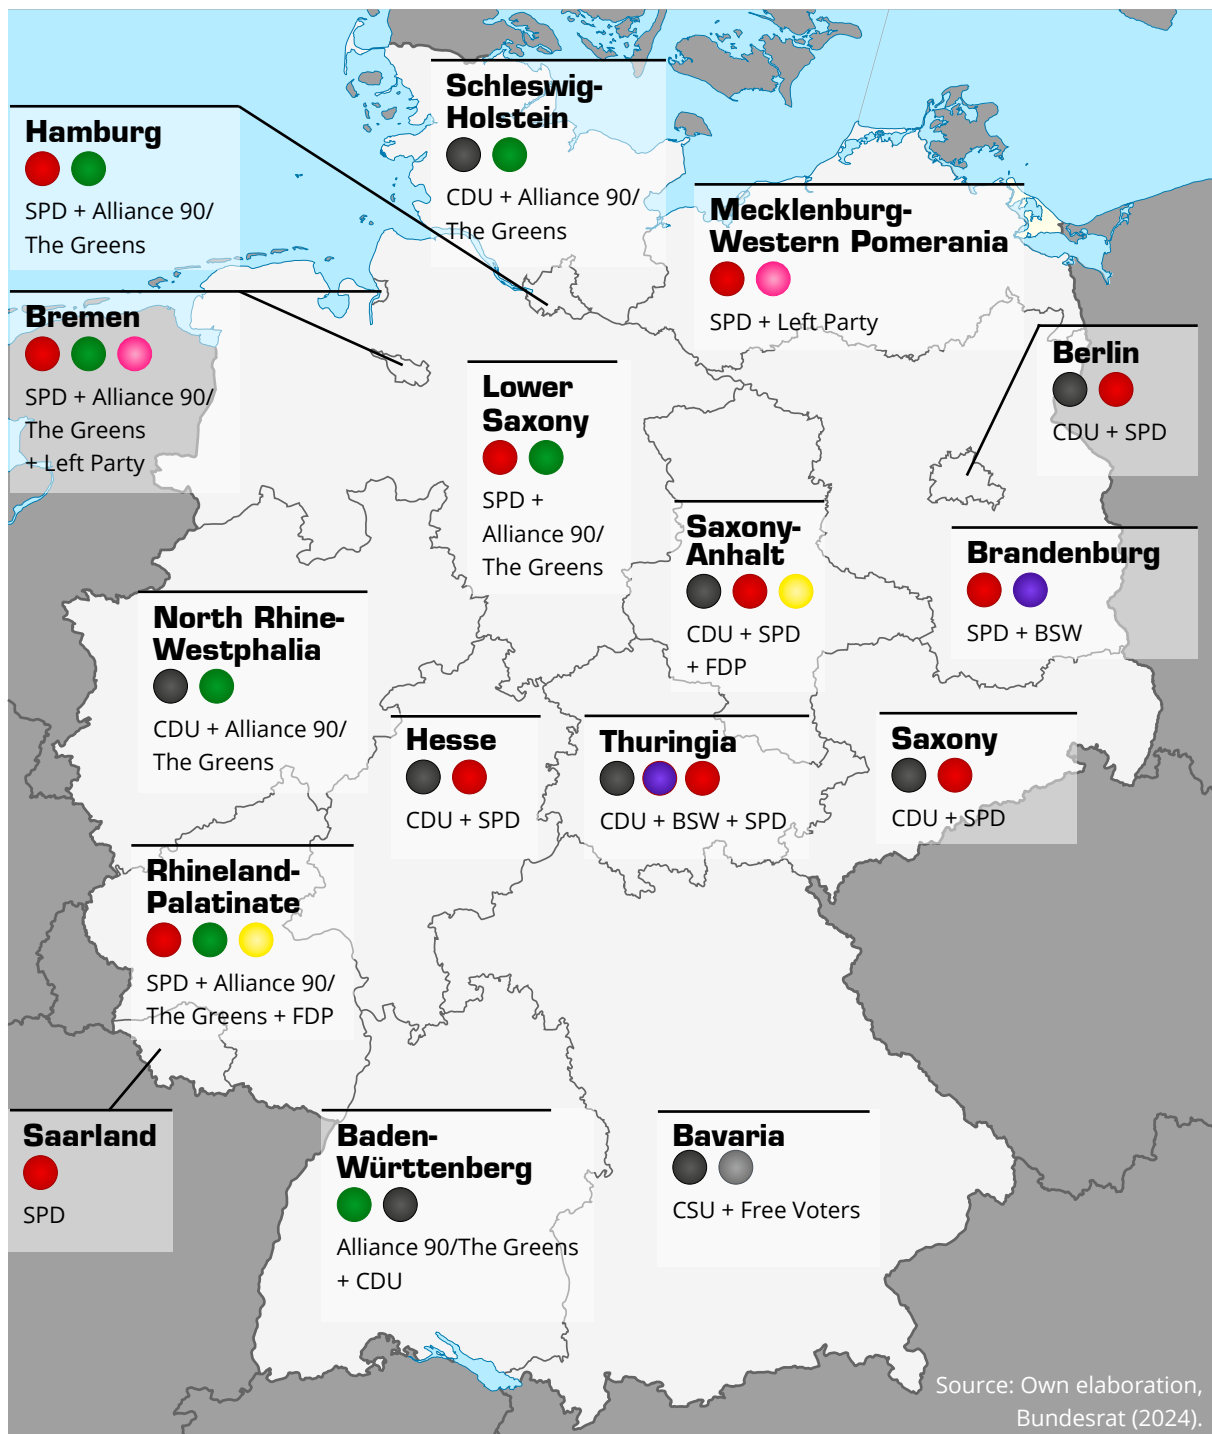 Schleswig-
Holstein
CDU + Alliance 90/
The Greens
Hamburg
SPD + Alliance 90/
The Greens
Mecklenburg-
Western Pomerania
SPD + Left Party
Bremen
SPD + Alliance 90/
The Greens
+ Left Party
Berlin
CDU + SPD
Lower
Saxony
SPD +
Alliance 90/
The Greens
Saxony-
Anhalt
CDU + SPD
+ FDP
Brandenburg
SPD + BSW
North Rhine-
Westphalia
CDU + Alliance 90/
The Greens
Hesse
CDU + SPD
Thuringia
CDU + BSW + SPD
Saxony
CDU + SPD
Rhineland-
Palatinate
SPD + Alliance 90/
The Greens + FDP
Saarland
SPD
Baden-
Württenberg
Alliance 90/The Greens
+ CDU
Bavaria
CSU + Free Voters
Source: Own elaboration,
Bundesrat (2024).